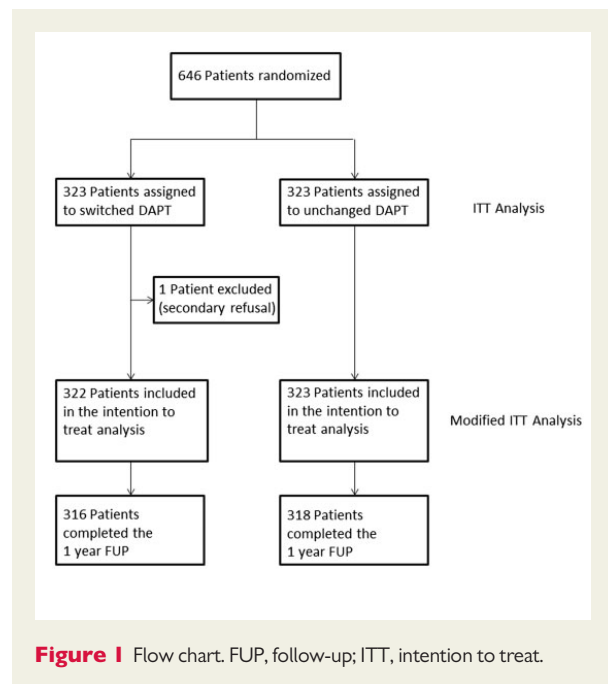 646 Patients randomized
323 Patients assigned
to switched DAPT
323 Patients assigned
to unchanged DAPT
ITT Analysis
1 Patient excluded
(secondary refusal)
322 Patients included
in the intention to
treat analysis
323 Patients included
in the intention to
treat analysis
Modified ITT Analysis
316 Patients
completed the
1 year FUP
318 Patients
completed the
1 year FUP
Figure 1 Flow chart. FUP, follow-up; ITT, intention to treat.